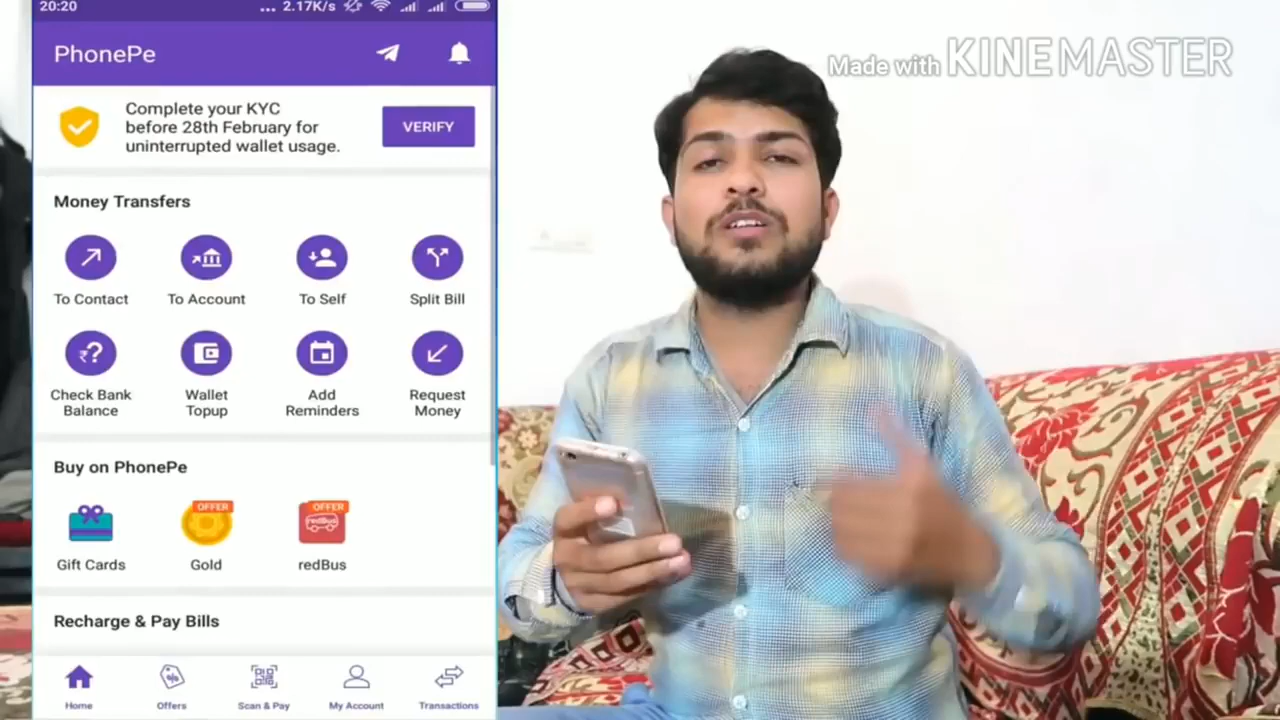 20:20
... 2.17K/s
PhonePe
Made with KINEMASTER
Complete your KYC
before 28th February for
uninterrupted wallet usage.
VERIFY
Money Transfers
To Contact
To Account
To Self
Split Bill
₹?
Check Bank
Balance
Wallet
Topup
Add
Reminders
Request
Money
Buy on PhonePe
OFFER
OFFER
redBus
Gift Cards
Gold
redBus
Recharge & Pay Bills
Home
Offers
Scan & Pay
My Account
Transactions